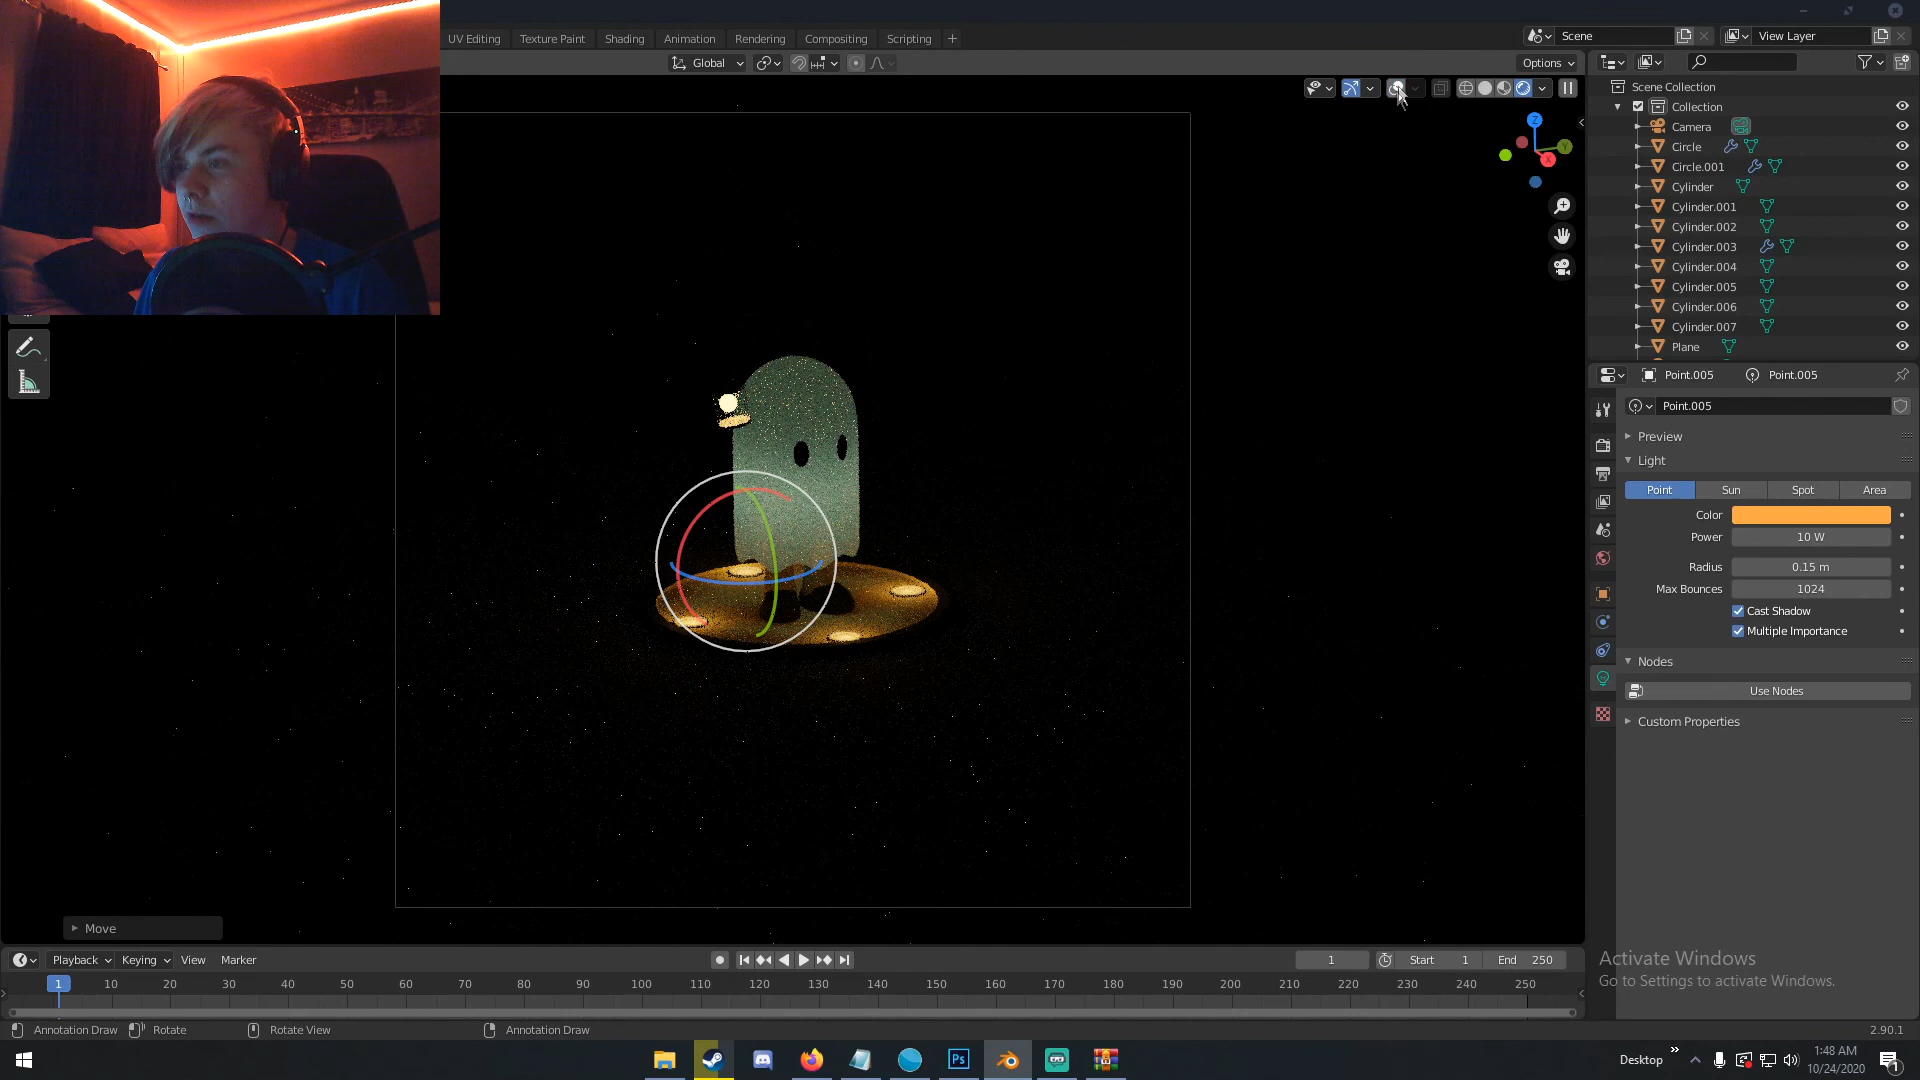 UV Editing Texture Paint Shading Animation Rendering Compositing Scripting
Scene View Layer
Global Options
Scene Collection
Collection
Camera
Circle
Circle.001
Cylinder
Cylinder.001
Cylinder.002
Cylinder.003
Cylinder.004
Cylinder.005
Cylinder.006
Cylinder.007
Plane
Z
Y
X
Point.005 Point.005
Point.005
Preview
Light
Point Sun Spot Area
Color
Power 10 W
Radius 0.15 m
Max Bounces 1024
Cast Shadow
Multiple Importance
Nodes
Use Nodes
Custom Properties
Move
Activate Windows
Go to Settings to activate Windows.
Playback Keying View Marker 1 Start 1 End 250
1 10 20 30 40 50 60 70 80 90 100 110 120 130 140 150 160 170 180 190 200 210 220 230 240 250
Annotation Draw Rotate Rotate View Annotation Draw 2.90.1
Ps
Desktop
1:48 AM
10/24/2020
1